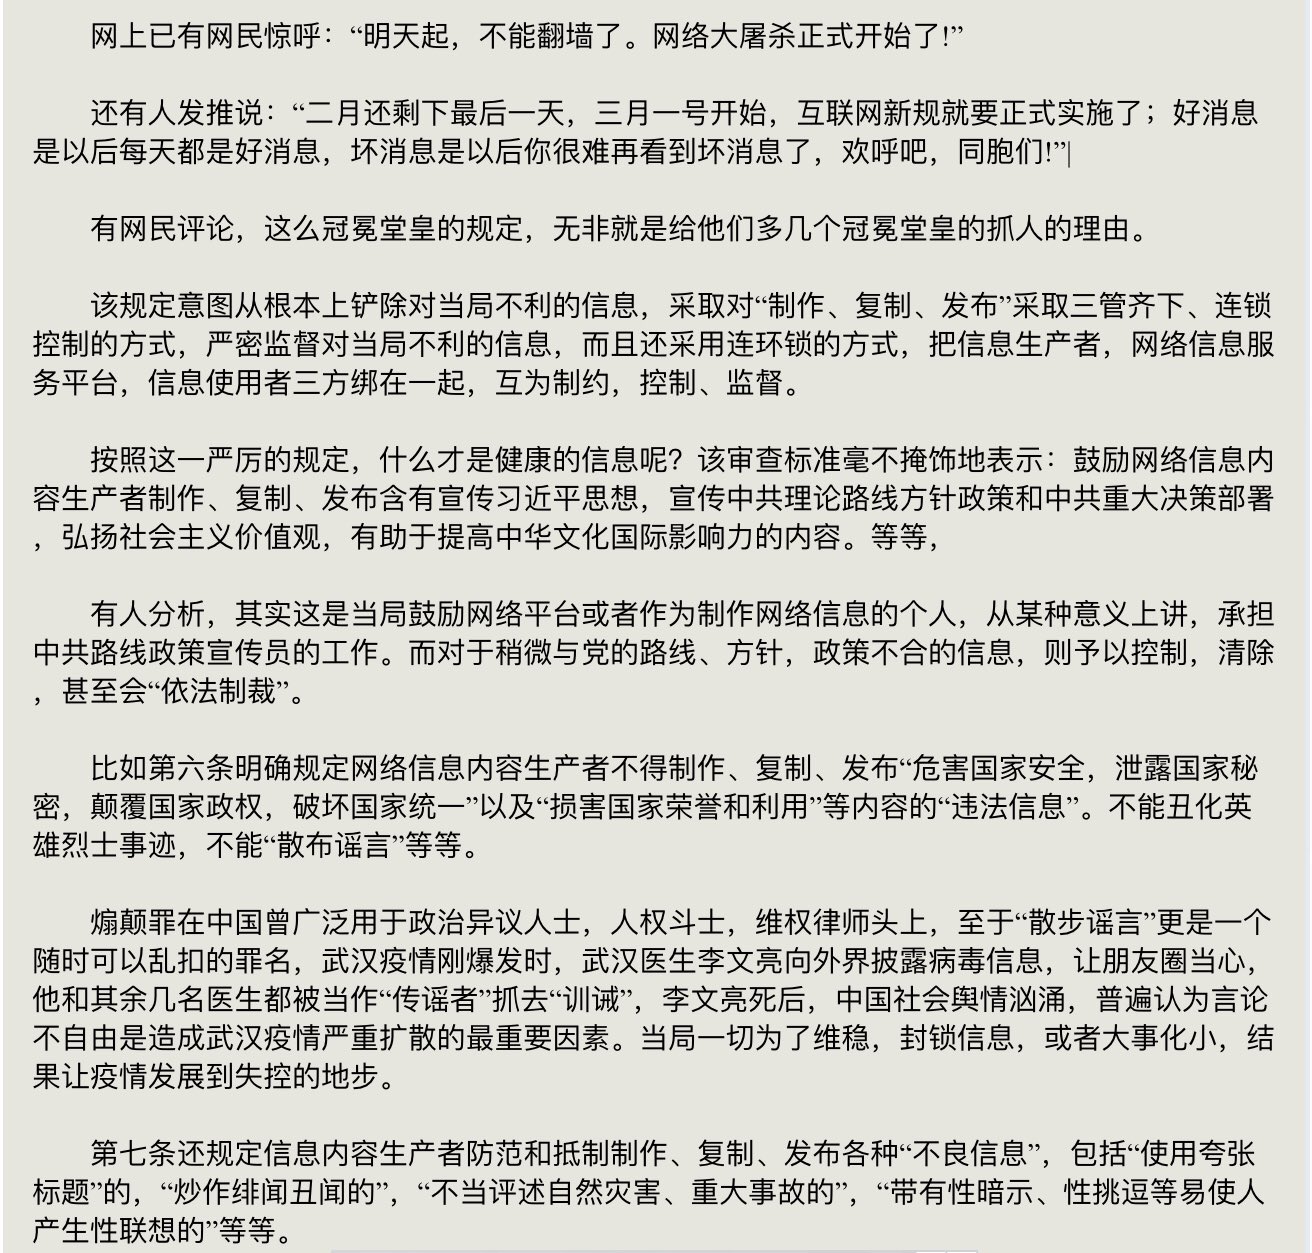 网上已有网民惊呼：“明天起，不能翻墙了。网络大屠杀正式开始了!”
还有人发推说：“二月还剩下最后一天，三月一号开始，互联网新规就要正式实施了；好消息
是以后每天都是好消息，坏消息是以后你很难再看到坏消息了，欢呼吧，同胞们!”|
有网民评论，这么冠冕堂皇的规定，无非就是给他们多几个冠冕堂皇的抓人的理由。
该规定意图从根本上铲除对当局不利的信息，采取对“制作、复制、发布”采取三管齐下、连锁
控制的方式，严密监督对当局不利的信息，而且还采用连环锁的方式，把信息生产者，网络信息服
务平台，信息使用者三方绑在一起，互为制约，控制、监督。
按照这一严厉的规定，什么才是健康的信息呢？该审查标准毫不掩饰地表示：鼓励网络信息内
容生产者制作、复制、发布含有宣传习近平思想，宣传中共理论路线方针政策和中共重大决策部署
，弘扬社会主义价值观，有助于提高中华文化国际影响力的内容。等等，
有人分析，其实这是当局鼓励网络平台或者作为制作网络信息的个人，从某种意义上讲，承担
中共路线政策宣传员的工作。而对于稍微与党的路线、方针，政策不合的信息，则予以控制，清除
，甚至会“依法制裁”。
比如第六条明确规定网络信息内容生产者不得制作、复制、发布“危害国家安全，泄露国家秘
密，颠覆国家政权，破坏国家统一”以及“损害国家荣誉和利用”等内容的“违法信息”。不能丑化英
雄烈士事迹，不能“散布谣言”等等。
煽颠罪在中国曾广泛用于政治异议人士，人权斗士，维权律师头上，至于“散步谣言”更是一个
随时可以乱扣的罪名，武汉疫情刚爆发时，武汉医生李文亮向外界披露病毒信息，让朋友圈当心，
他和其余几名医生都被当作“传谣者”抓去“训诫”，李文亮死后，中国社会舆情汹涌，普遍认为言论
不自由是造成武汉疫情严重扩散的最重要因素。当局一切为了维稳，封锁信息，或者大事化小，结
果让疫情发展到失控的地步。
第七条还规定信息内容生产者防范和抵制制作、复制、发布各种“不良信息”，包括“使用夸张
标题”的，“炒作绯闻丑闻的”，“不当评述自然灾害、重大事故的”，“带有性暗示、性挑逗等易使人
产生性联想的”等等。